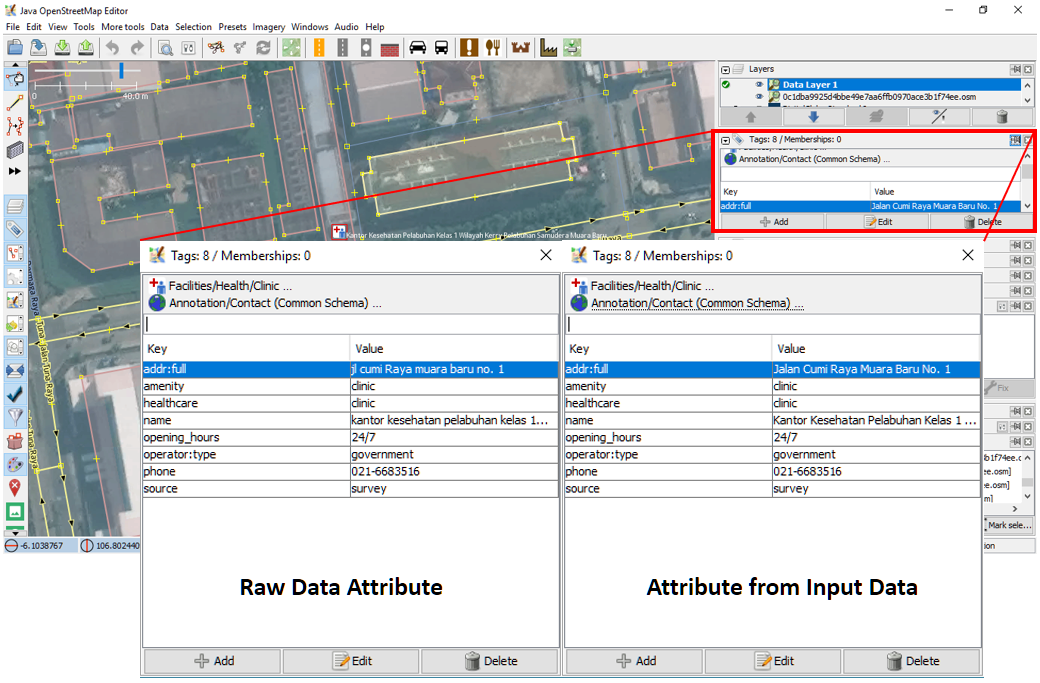 Java OpenStreetMap Editor
File Edit View Tools More tools Data Selection Presets Imagery Windows Audio Help
0
40.0 m
Layers
Data Layer 1
0c1dba9925d4bbe49e7aa6ffb0970ace3b1f74ee.osm
Tags: 8 / Memberships: 0
Annotation/Contact (Common Schema) ...
Key Value
addr:full Jalan Cumi Raya Muara Baru No. 1
Add Edit Delete
Kantor Kesehatan Pelabuhan Kelas 1 Wilayah Kerja Pelabuhan Samudera Muara Baru
Tags: 8 / Memberships: 0
Facilities/Health/Clinic ...
Annotation/Contact (Common Schema) ...
Key Value
addr:full jl cumi Raya muara baru no. 1
amenity clinic
healthcare clinic
name kantor kesehatan pelabuhan kelas 1...
opening_hours 24/7
operator:type government
phone 021-6683516
source survey
Raw Data Attribute
Add Edit Delete
Tags: 8 / Memberships: 0
Facilities/Health/Clinic ...
Annotation/Contact (Common Schema) ...
Key Value
addr:full Jalan Cumi Raya Muara Baru No. 1
amenity clinic
healthcare clinic
name Kantor Kesehatan Pelabuhan Kelas 1 ...
opening_hours 24/7
operator:type government
phone 021-6683516
source survey
Attribute from Input Data
Add Edit Delete
Fix
b1f74ee.c
ee.osm]
e.osm]
m]
Mark sele...
ion
-6.1038767 106.802440